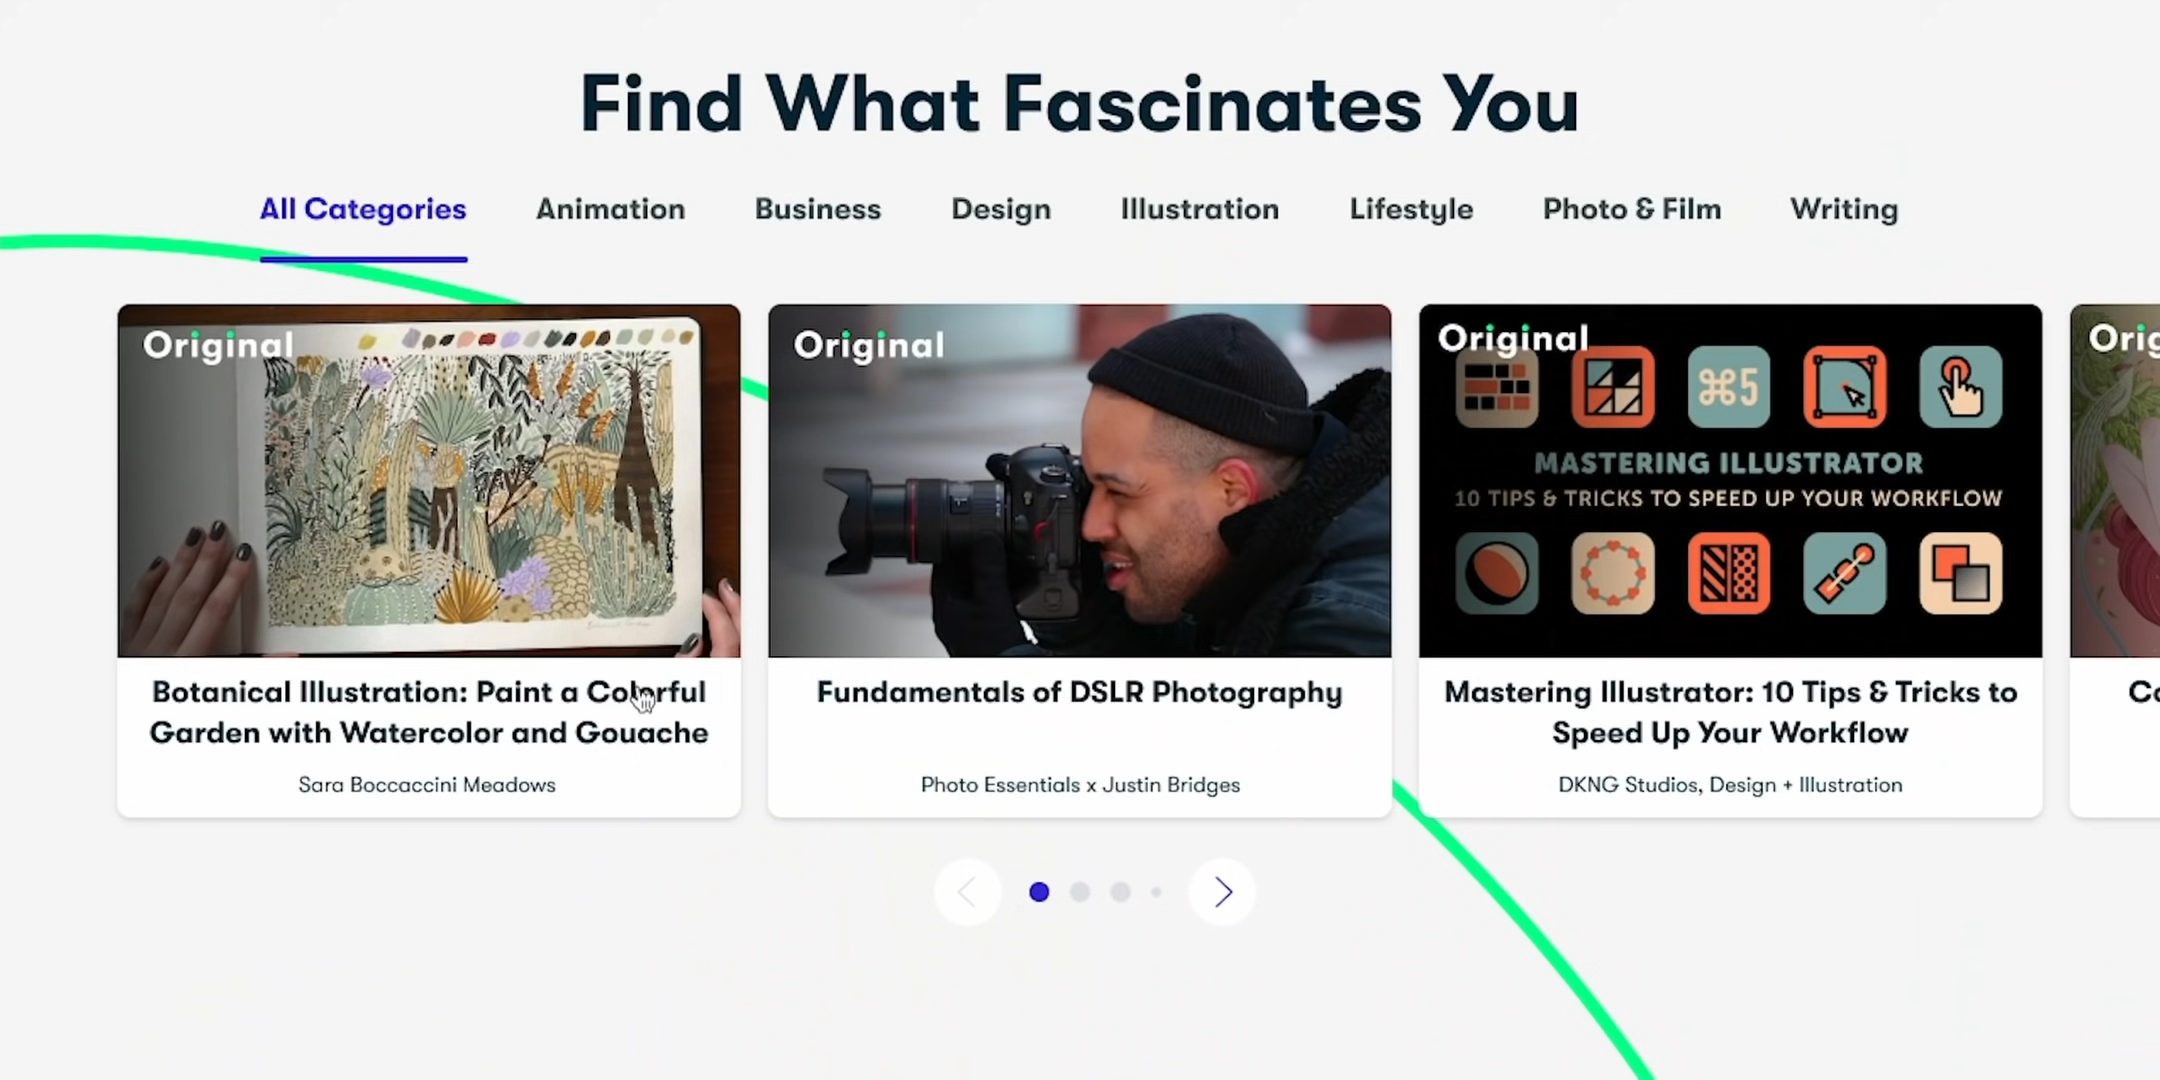 Find What Fascinates You
All Categories
Animation
Business
Design
Illustration
Lifestyle
Photo & Film
Writing
Original
Botanical Illustration: Paint a Colorful
Garden with Watercolor and Gouache
Sara Boccaccini Meadows
Original
Fundamentals of DSLR Photography
Photo Essentials x Justin Bridges
Original
⌘5
MASTERING ILLUSTRATOR
10 TIPS & TRICKS TO SPEED UP YOUR WORKFLOW
Mastering Illustrator: 10 Tips & Tricks to
Speed Up Your Workflow
DKNG Studios, Design + Illustration